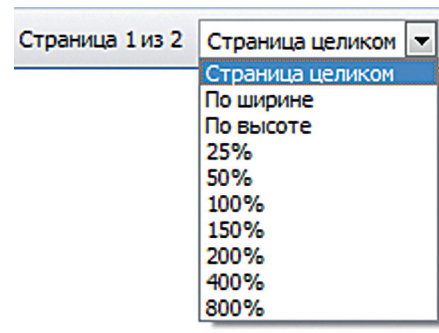 Страница 1 из 2 Страница целиком
Страница целиком
По ширине
По высоте
25%
50%
100%
150%
200%
400%
800%